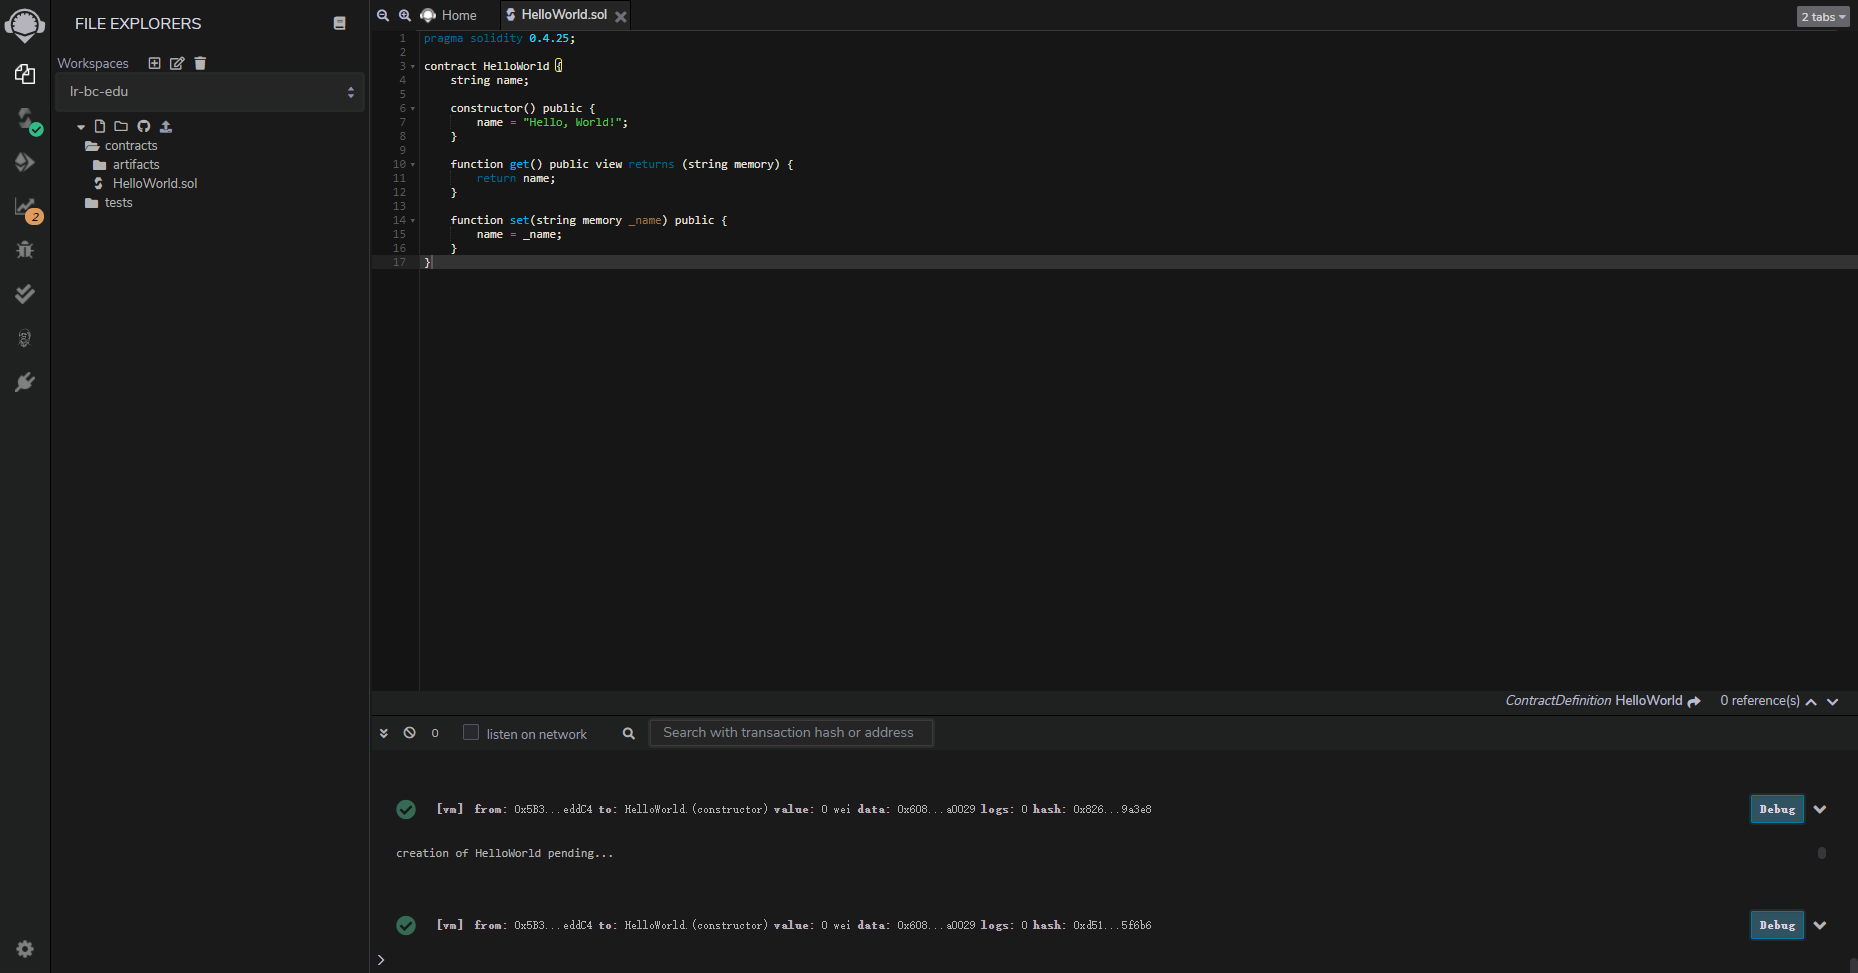 FILE EXPLORERS
Workspaces
lr-bc-edu
contracts
artifacts
HelloWorld.sol
tests
2
Home
HelloWorld.sol
2 tabs
1 pragma solidity 0.4.25;
2
3 contract HelloWorld {
4 string name;
5
6 constructor() public {
7 name = "Hello, World!";
8 }
9
10 function get() public view returns (string memory) {
11 return name;
12 }
13
14 function set(string memory _name) public {
15 name = _name;
16 }
17 }
ContractDefinition HelloWorld 0 reference(s)
0 listen on network Search with transaction hash or address
[vm] from: 0x5B3...eddC4 to: HelloWorld.(constructor) value: 0 wei data: 0x608...a0029 logs: 0 hash: 0x826...9a3e8 Debug
creation of HelloWorld pending...
[vm] from: 0x5B3...eddC4 to: HelloWorld.(constructor) value: 0 wei data: 0x608...a0029 logs: 0 hash: 0xd51...5f6b6 Debug
>